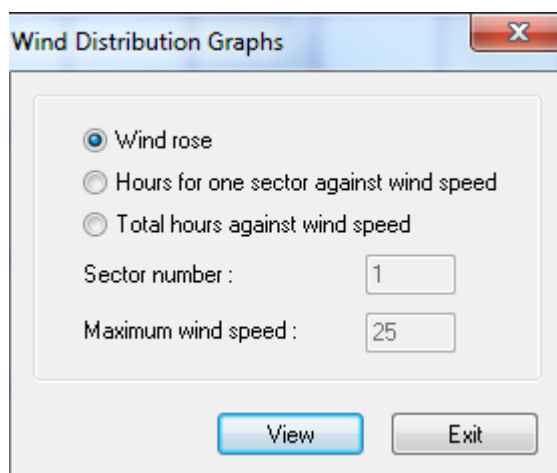 Wind Distribution Graphs
Wind rose
Hours for one sector against wind speed
Total hours against wind speed
Sector number : 1
Maximum wind speed : 25
View Exit